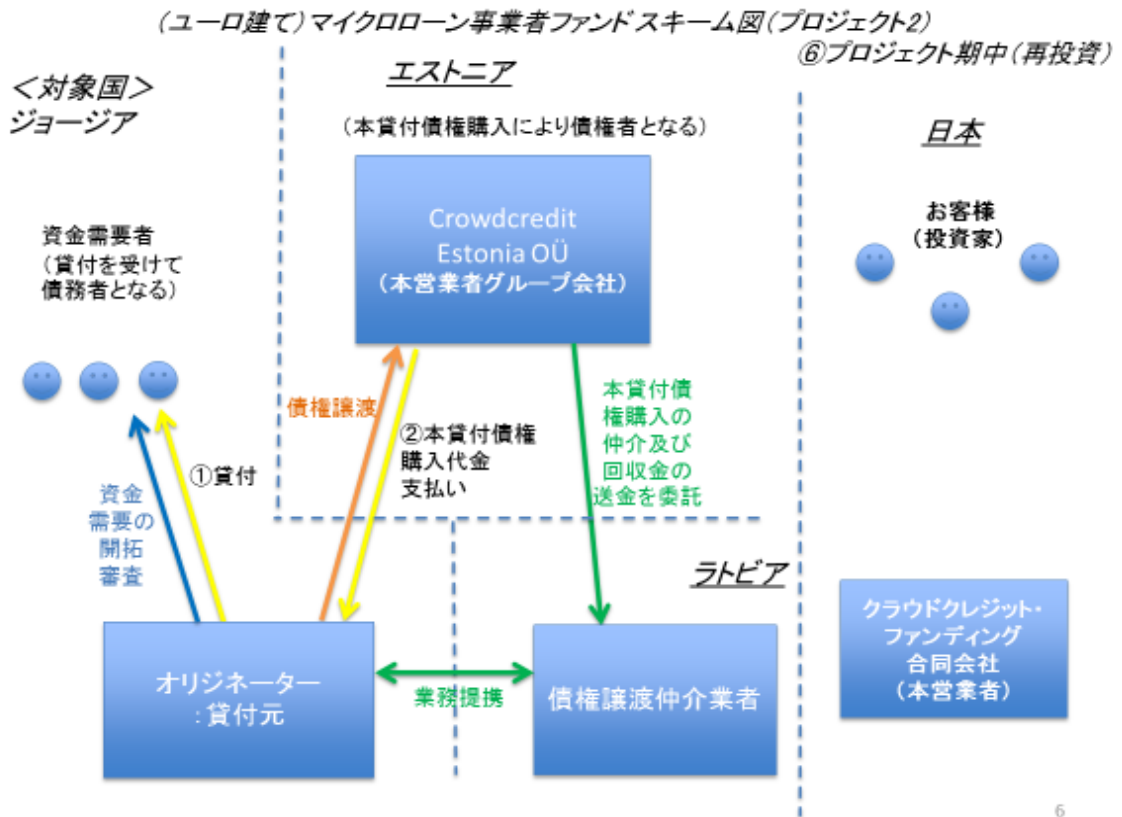 (ユーロ建て)マイクロローン事業者ファンドスキーム図(プロジェクト2)
⑥プロジェクト期中(再投資)
<対象国>
ジョージア
エストニア
日本
(本貸付債権購入により債権者となる)
Crowdcredit
Estonia OÜ
(本営業者グループ会社)
お客様
(投資家)
資金需要者
(貸付を受けて
債務者となる)
債権譲渡
②本貸付債権
購入代金
支払い
本貸付債
権購入の
仲介及び
回収金の
送金を委託
①貸付
資金
需要の
開拓
審査
ラトビア
オリジネーター
:貸付元
業務提携
債権譲渡仲介業者
クラウドクレジット・
ファンディング
合同会社
(本営業者)
6